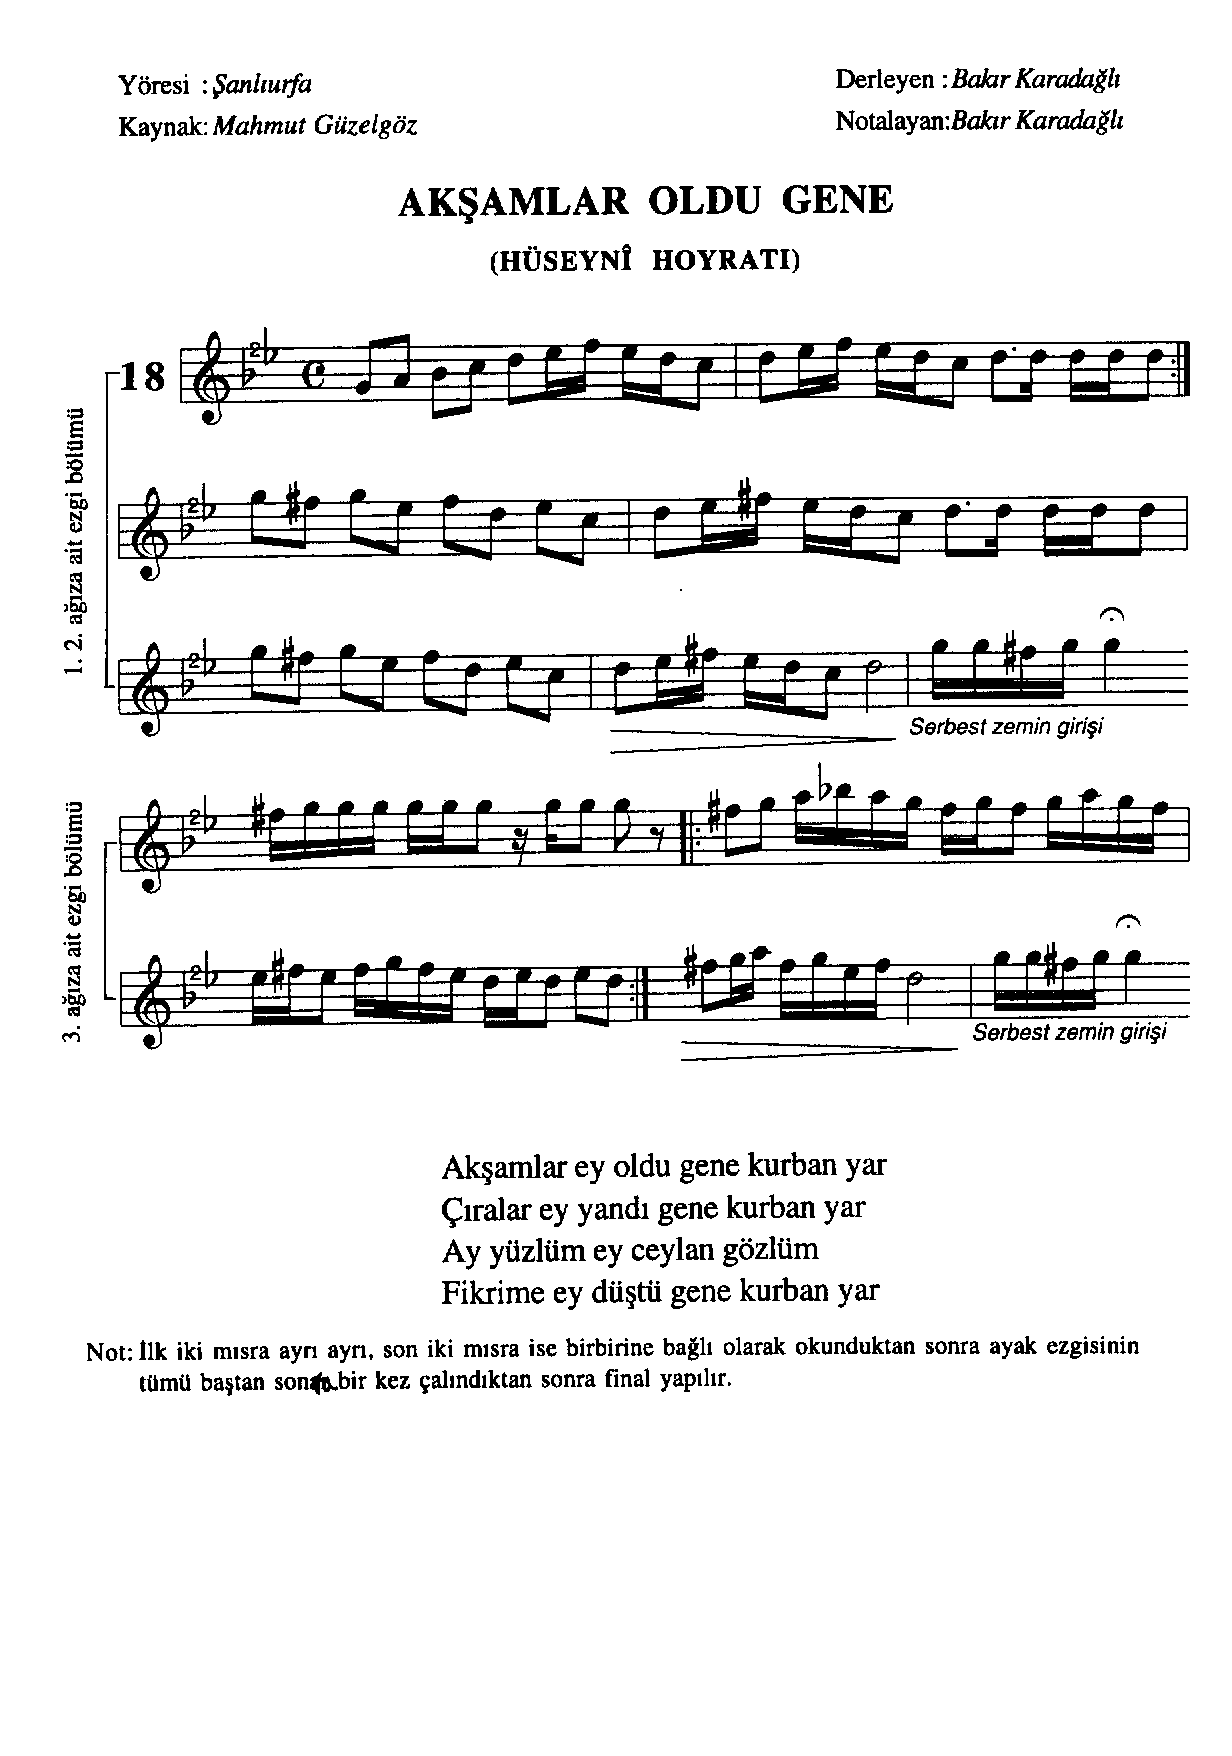 Yöresi : Şanlıurfa
Kaynak: Mahmut Güzelgöz
Derleyen : Bakır Karadağlı
Notalayan: Bakır Karadağlı
AKŞAMLAR OLDU GENE
(HÜSEYNÎ HOYRATI)
18
1. 2. ağıza ait ezgi bölümü
Serbest zemin girişi
3. ağıza ait ezgi bölümü
Serbest zemin girişi
Akşamlar ey oldu gene kurban yar
Çıralar ey yandı gene kurban yar
Ay yüzlüm ey ceylan gözlüm
Fikrime ey düştü gene kurban yar
Not: İlk iki mısra ayrı ayrı, son iki mısra ise birbirine bağlı olarak okunduktan sonra ayak ezgisinin
tümü baştan bir kez çalındıktan sonra final yapılır.